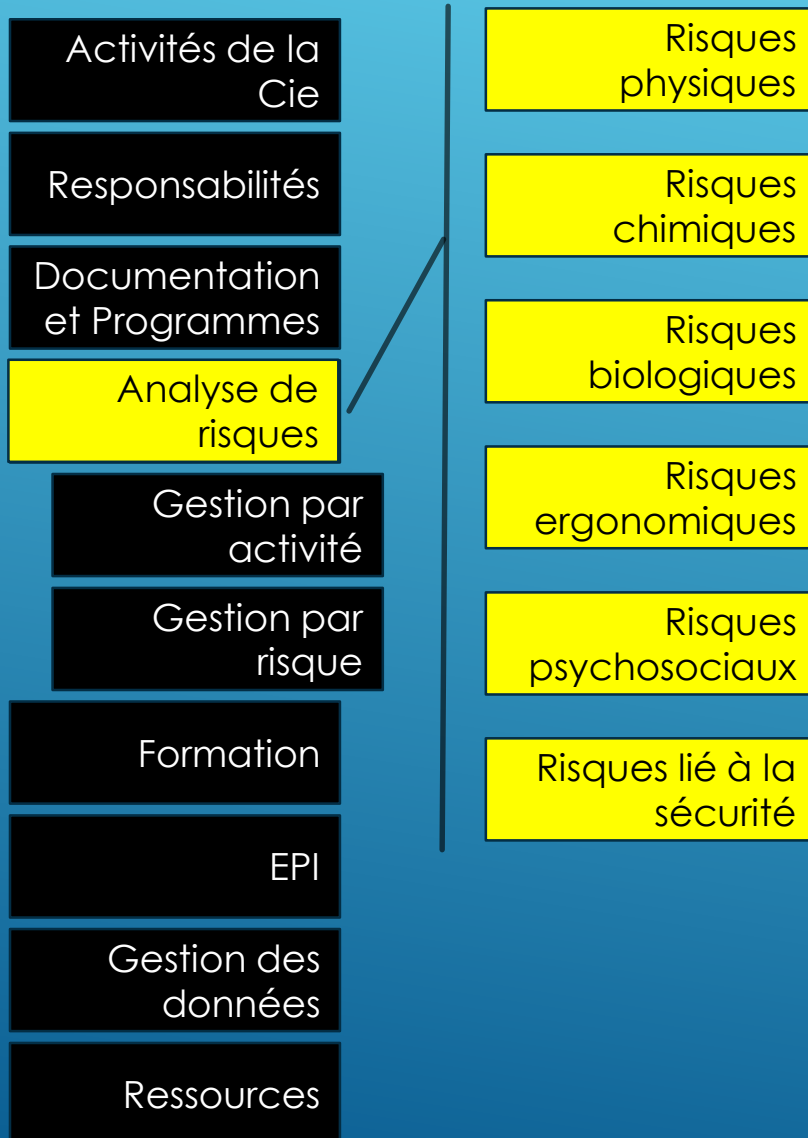 Activités de la
Cie
Responsabilités
Documentation
et Programmes
Analyse de
risques
Gestion par
activité
Gestion par
risque
Formation
EPI
Gestion des
données
Ressources
Risques
physiques
Risques
chimiques
Risques
biologiques
Risques
ergonomiques
Risques
psychosociaux
Risques lié à la
sécurité